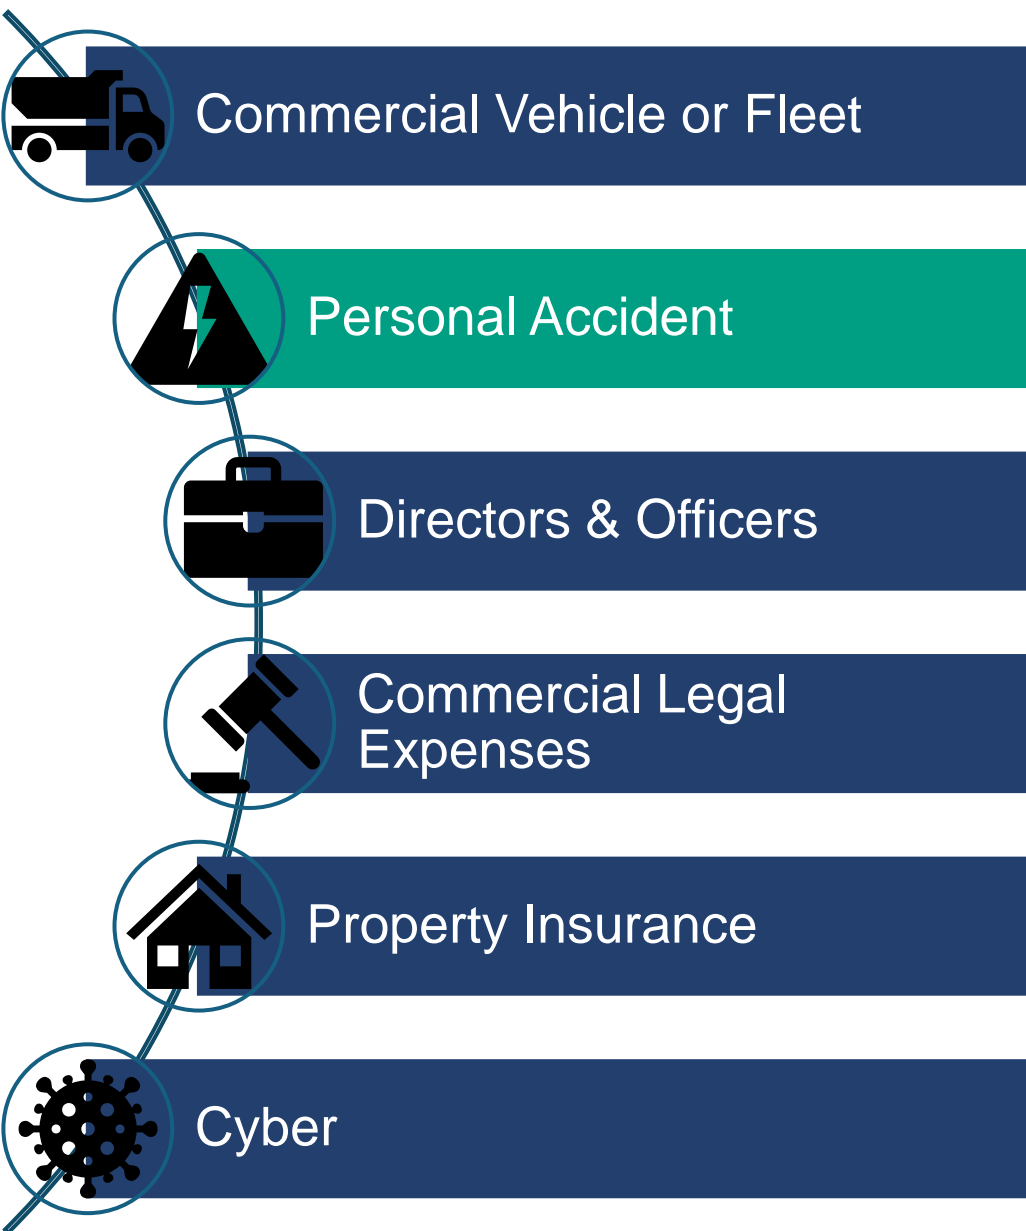 Commercial Vehicle or Fleet
Personal Accident
Directors & Officers
Commercial Legal
Expenses
Property Insurance
Cyber